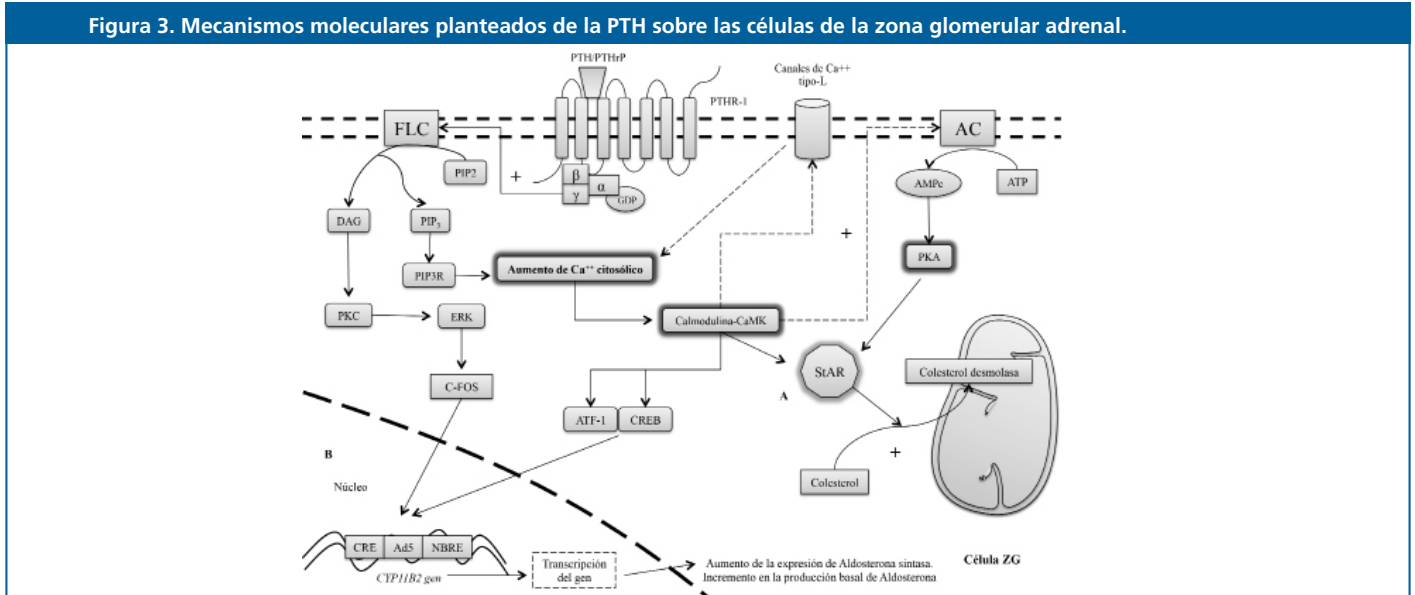 Figura 3. Mecanismos moleculares planteados de la PTH sobre las células de la zona glomerular adrenal.
PTH/PTHrP
Canales de Ca++
tipo-L
PTHR-1
FLC
AC
PIP2
+
β
γ
α
GDP
AMPc
ATP
DAG
PIP3
+
PKA
PIP3R
Aumento de Ca++ citosólico
PKC
ERK
Calmodulina-CaMK
StAR
Colesterol desmolasa
C-FOS
A
ATF-1
CREB
B
+
Núcleo
Colesterol
CRE
Ad5
NBRE
CYP11B2 gen
Transcripción
del gen
Aumento de la expresión de Aldosterona sintasa.
Incremento en la producción basal de Aldosterona
Célula ZG